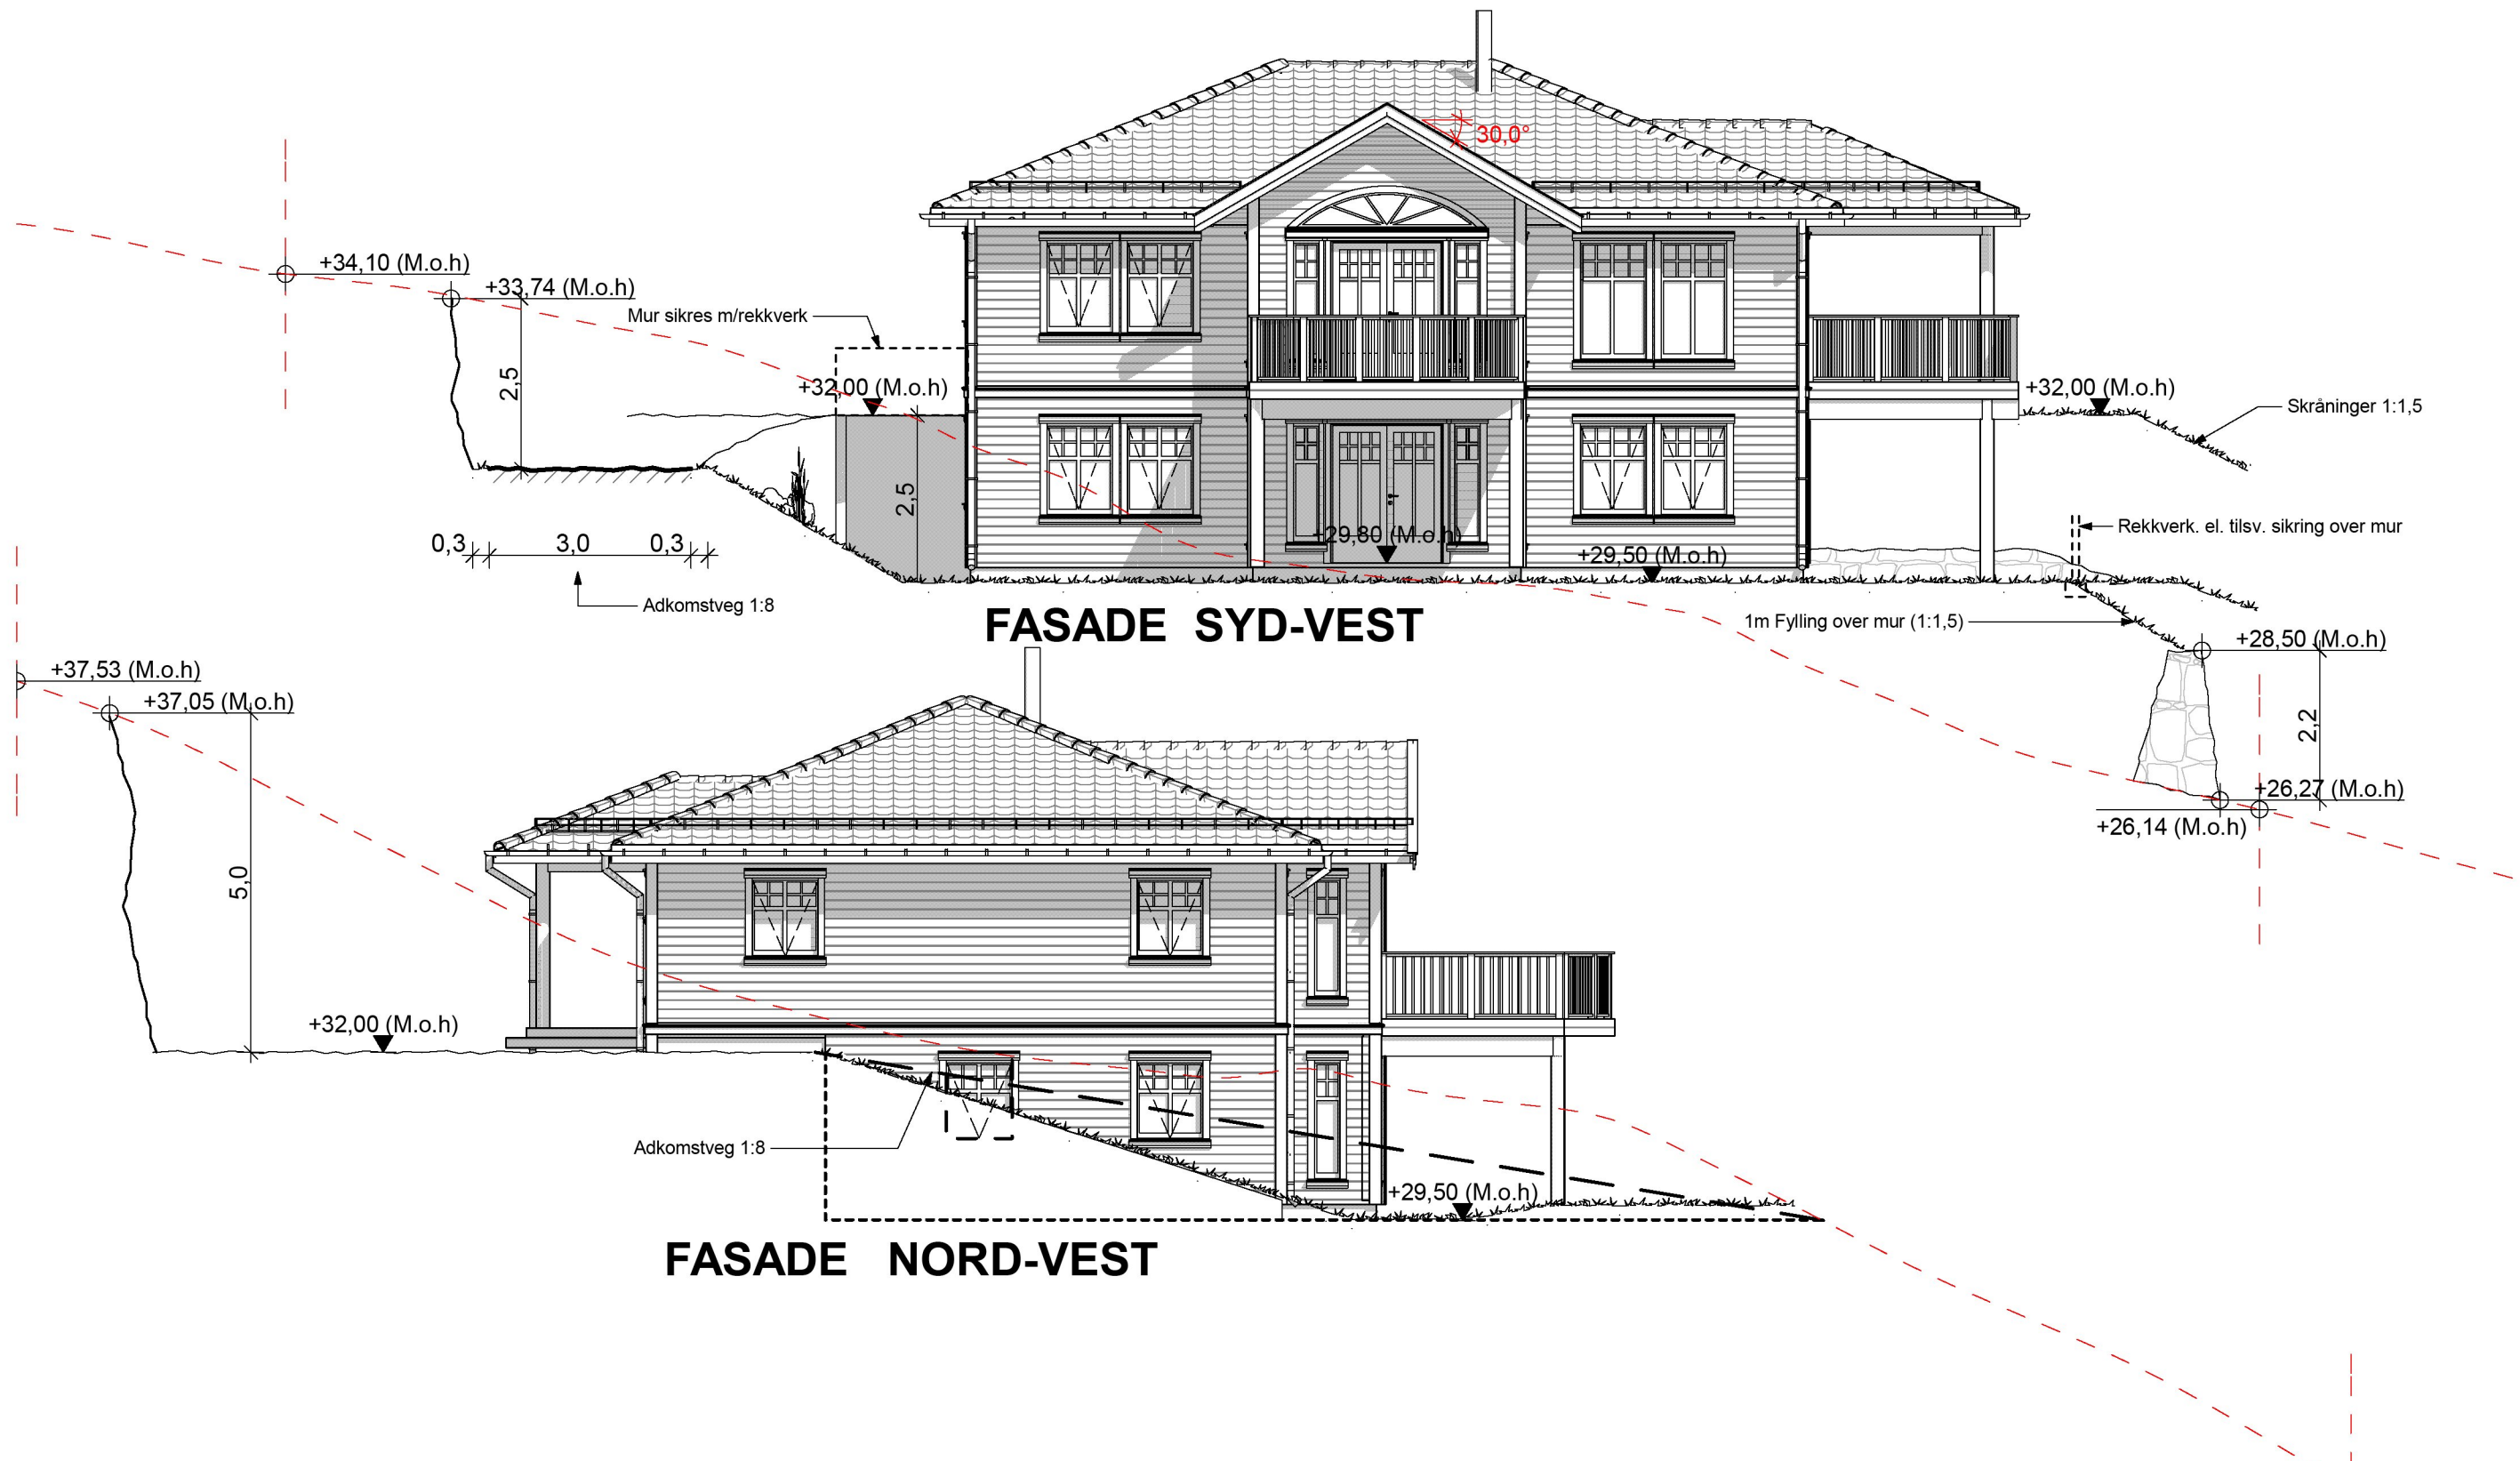 30,0°
+34,10 (M.o.h)
+33,74 (M.o.h)
Mur sikres m/rekkverk
2,5
+32,00 (M.o.h)
+32,00 (M.o.h)
Skråninger 1:1,5
2,5
0,3
3,0
0,3
+29,80 (M.o.h)
+29,50 (M.o.h)
Rekkverk. el. tilsv. sikring over mur
Adkomstveg 1:8
FASADE SYD-VEST
1m Fylling over mur (1:1,5)
+28,50 (M.o.h)
2,2
+26,27 (M.o.h)
+26,14 (M.o.h)
+37,53 (M.o.h)
+37,05 (M.o.h)
5,0
+32,00 (M.o.h)
Adkomstveg 1:8
+29,50 (M.o.h)
FASADE NORD-VEST